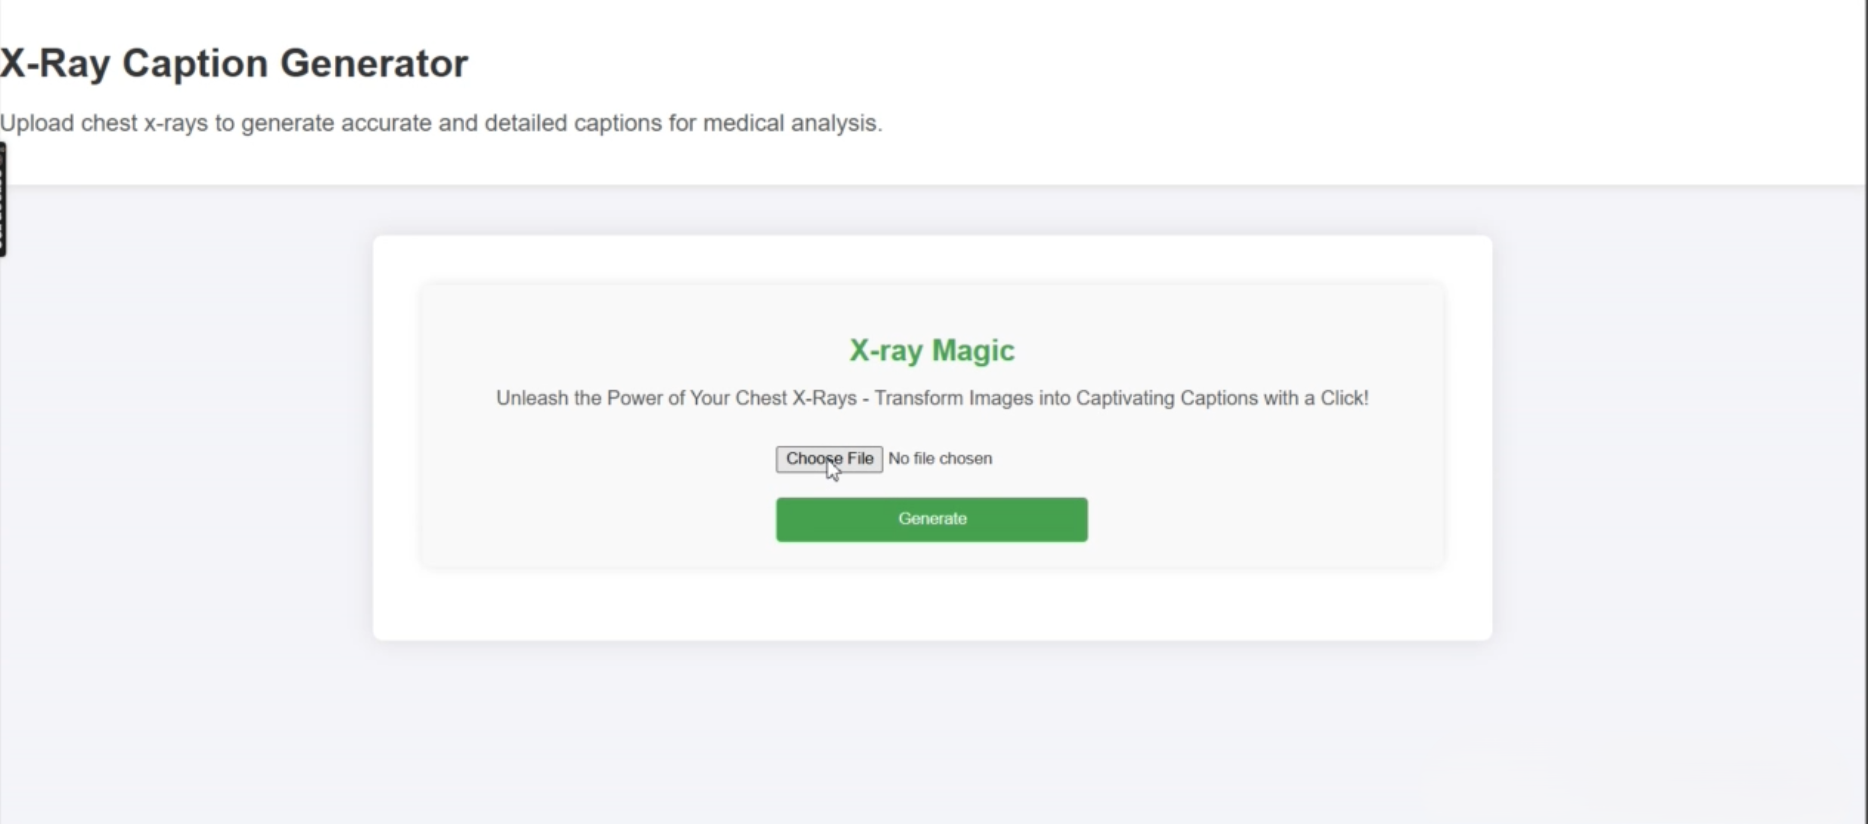 X-Ray Caption Generator
Upload chest x-rays to generate accurate and detailed captions for medical analysis.
X-ray Magic
Unleash the Power of Your Chest X-Rays - Transform Images into Captivating Captions with a Click!
Choose File No file chosen
Generate